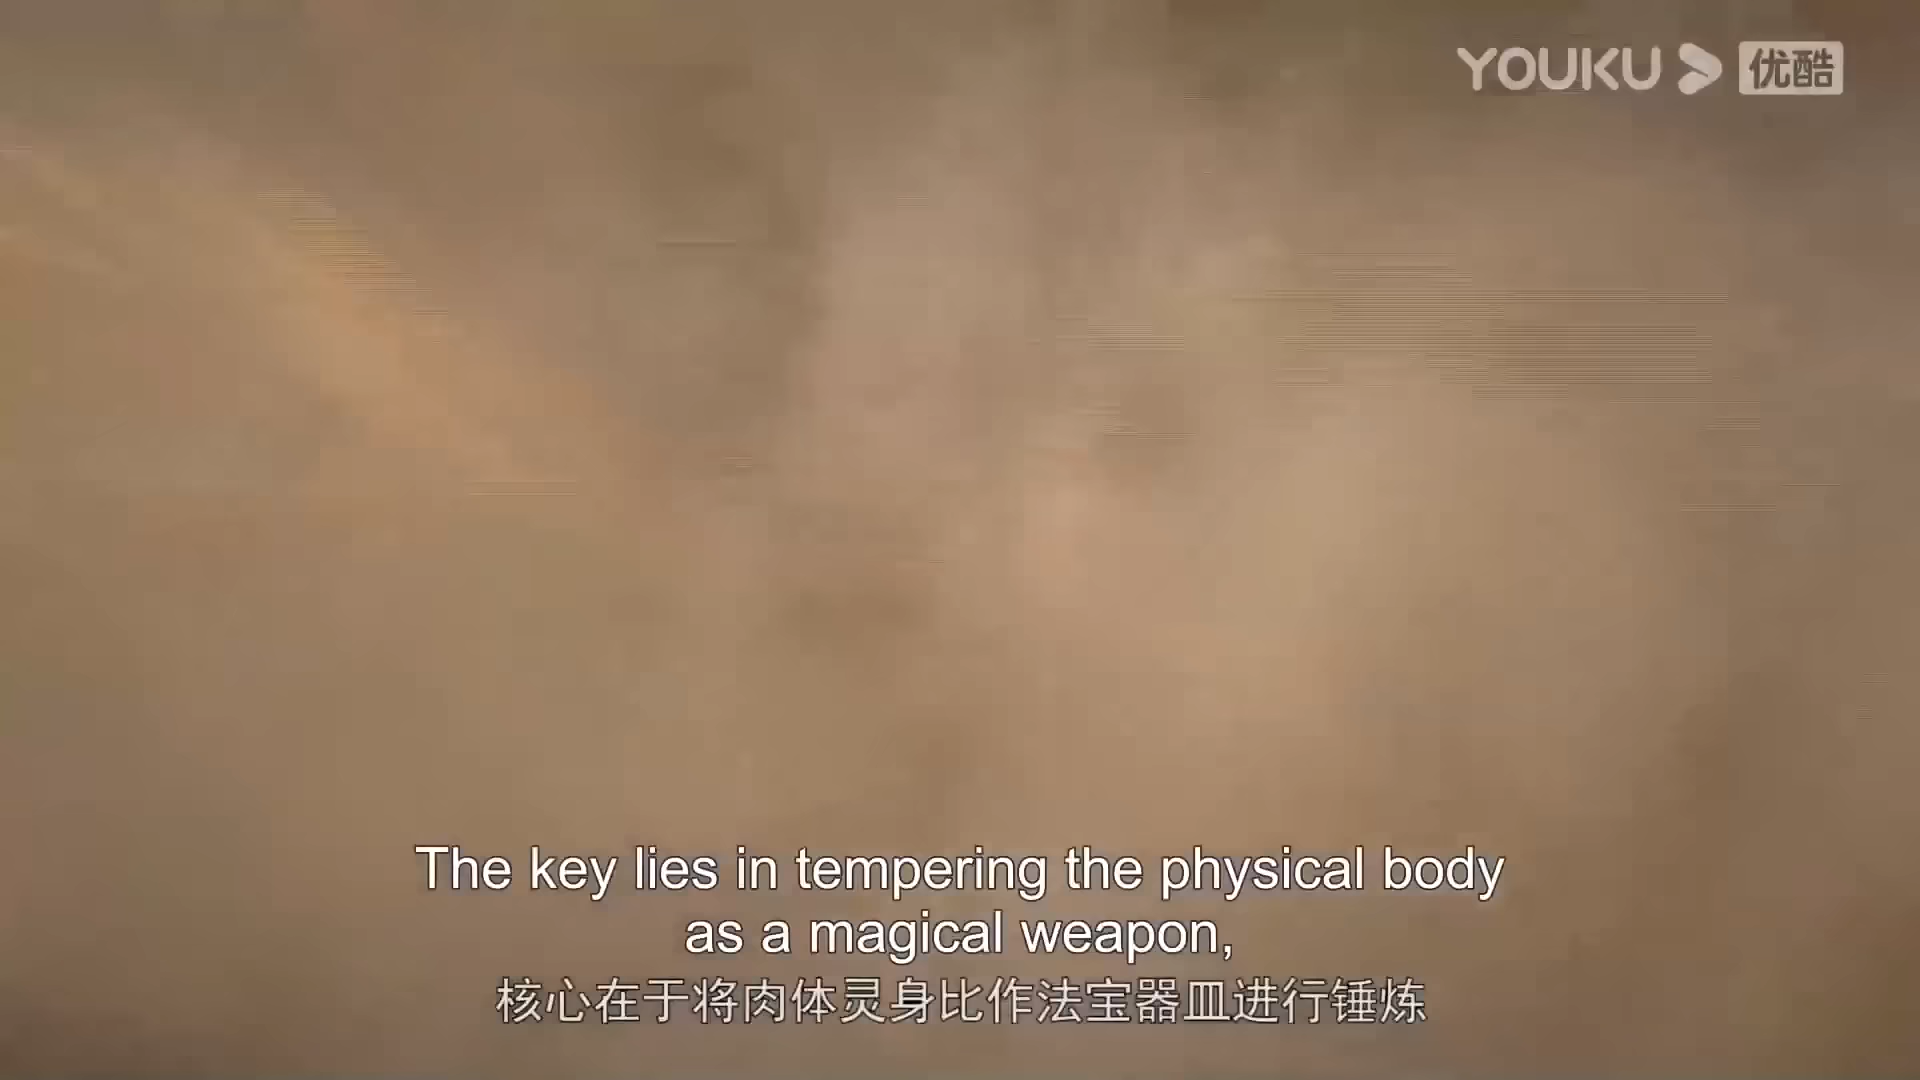 YOUKU 优酷
The key lies in tempering the physical body
as a magical weapon,
核心在于将肉体灵身比作法宝器皿进行锤炼